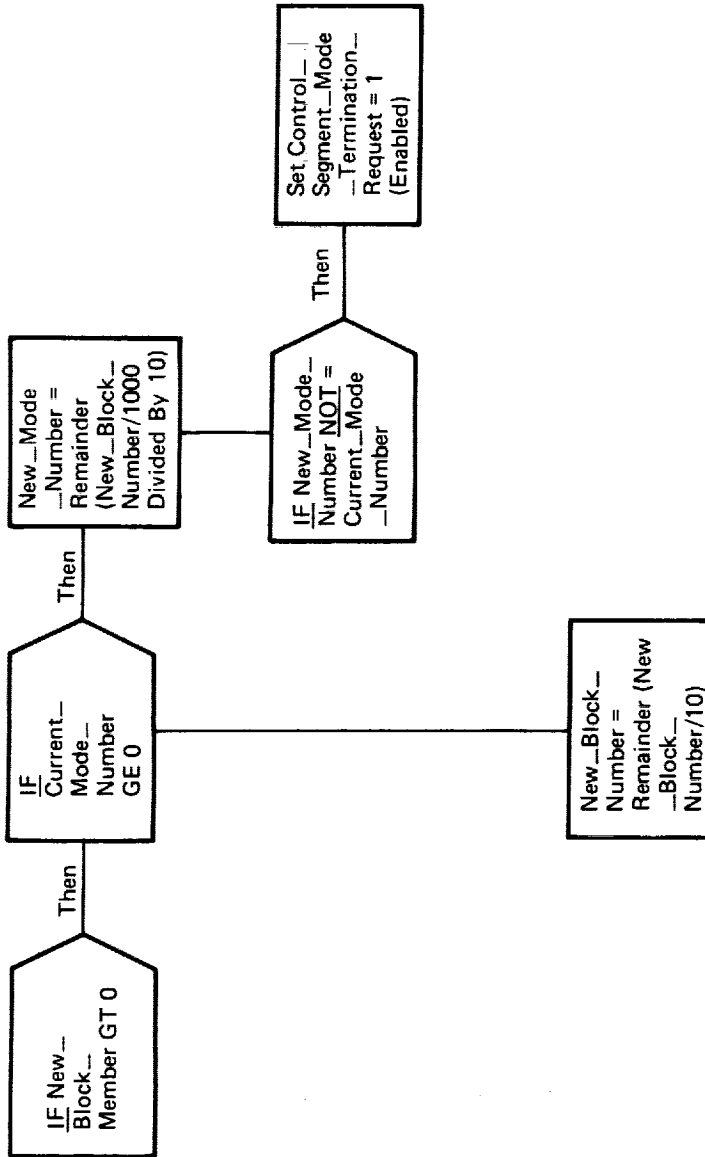 IF New_
Block_
Member GT 0
Then
IF
Current_
Mode_
Number
GE 0
Then
New_Mode
_Number =
Remainder
(New_Block_
Number/1000
Divided By 10)
IF New_Mode_
Number NOT =
Current_Mode
_Number
Then
Set Control_
Segment_Mode
_Termination_
Request = 1
(Enabled)
New_Block_
Number =
Remainder (New
_Block_
Number/10)